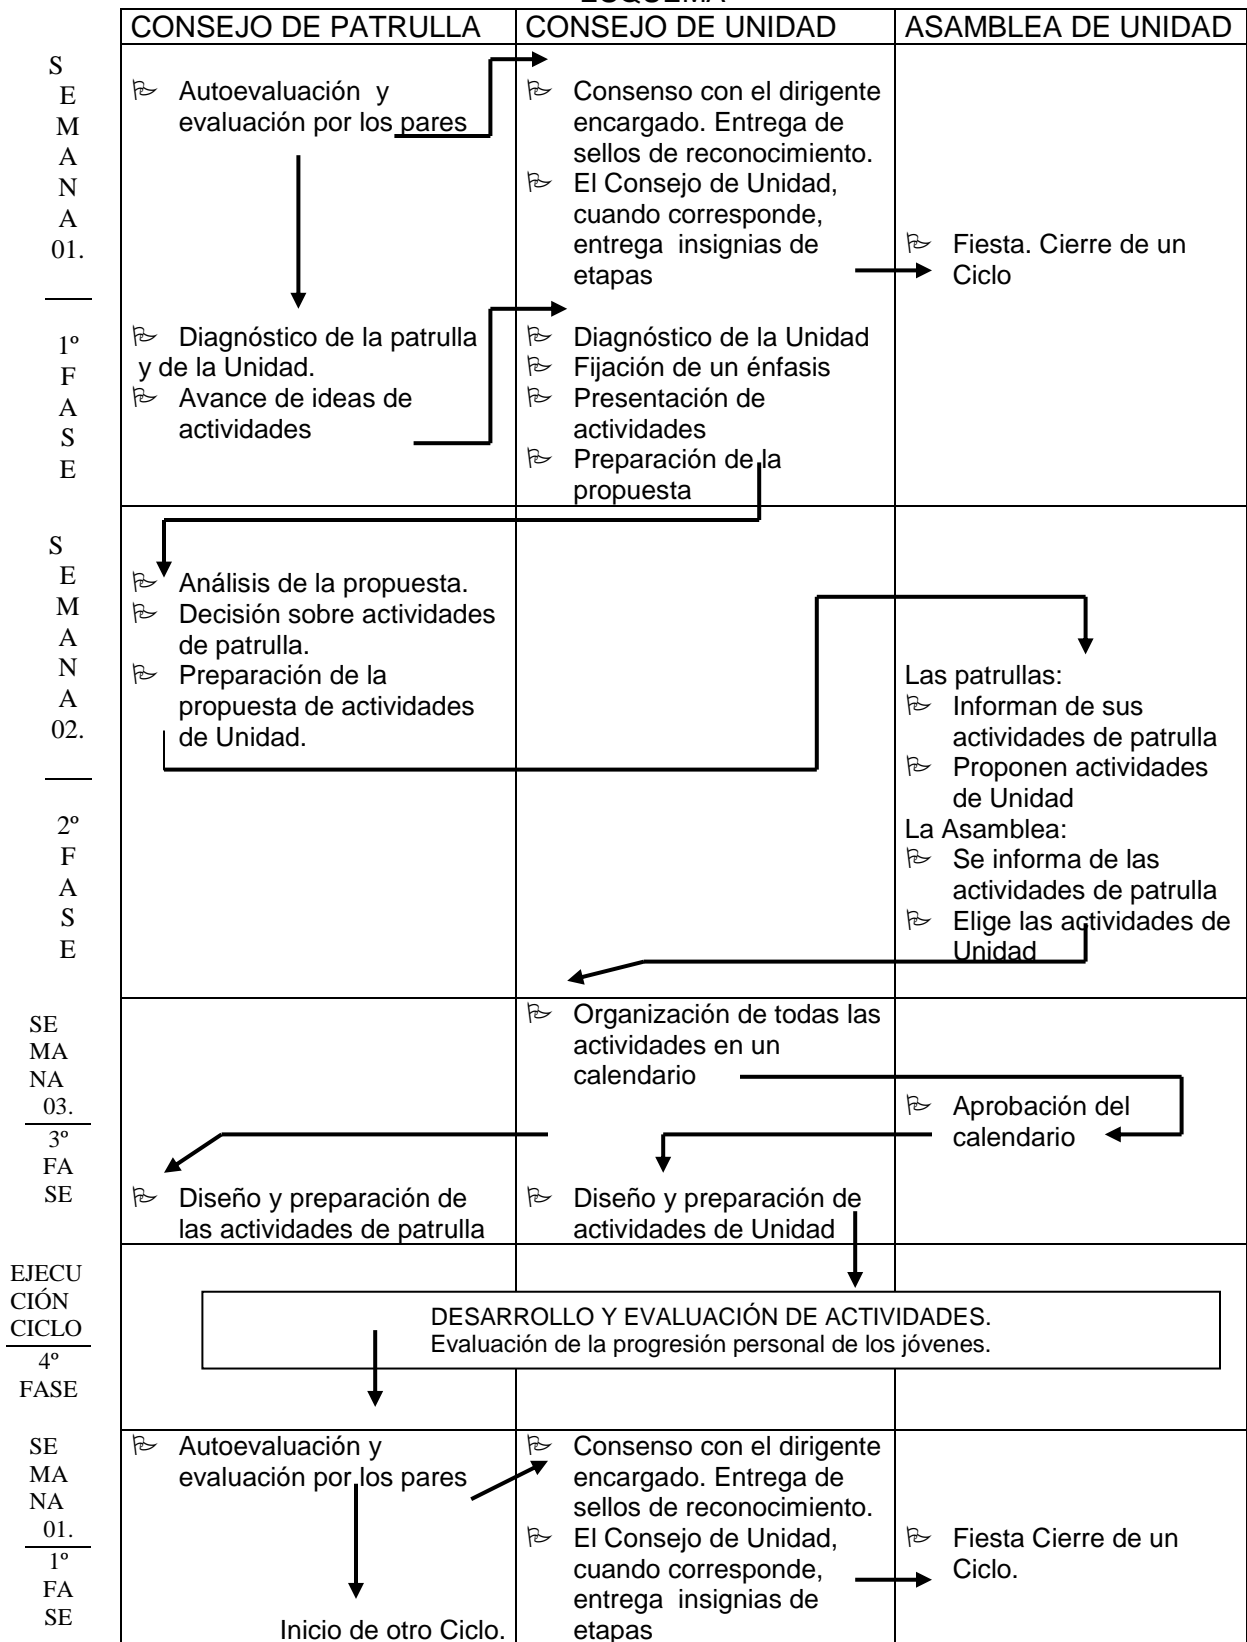 CONSEJO DE PATRULLA
CONSEJO DE UNIDAD
ASAMBLEA DE UNIDAD
S
E
M
A
N
A
01.
1º
F
A
S
E
Autoevaluación y
evaluación por los pares
Diagnóstico de la patrulla
y de la Unidad.
Avance de ideas de
actividades
Consenso con el dirigente
encargado. Entrega de
sellos de reconocimiento.
El Consejo de Unidad,
cuando corresponde,
entrega insignias de
etapas
Diagnóstico de la Unidad
Fijación de un énfasis
Presentación de
actividades
Preparación de la
propuesta
Fiesta. Cierre de un
Ciclo
S
E
M
A
N
A
02.
2º
F
A
S
E
Análisis de la propuesta.
Decisión sobre actividades
de patrulla.
Preparación de la
propuesta de actividades
de Unidad.
Las patrullas:
Informan de sus
actividades de patrulla
Proponen actividades
de Unidad
La Asamblea:
Se informa de las
actividades de patrulla
Elige las actividades de
Unidad
SE
MA
NA
03.
3º
FA
SE
Diseño y preparación de
las actividades de patrulla
Organización de todas las
actividades en un
calendario
Diseño y preparación de
actividades de Unidad
Aprobación del
calendario
EJECU
CIÓN
CICLO
4º
FASE
DESARROLLO Y EVALUACIÓN DE ACTIVIDADES.
Evaluación de la progresión personal de los jóvenes.
SE
MA
NA
01.
1º
FA
SE
Autoevaluación y
evaluación por los pares
Inicio de otro Ciclo.
Consenso con el dirigente
encargado. Entrega de
sellos de reconocimiento.
El Consejo de Unidad,
cuando corresponde,
entrega insignias de
etapas
Fiesta Cierre de un
Ciclo.